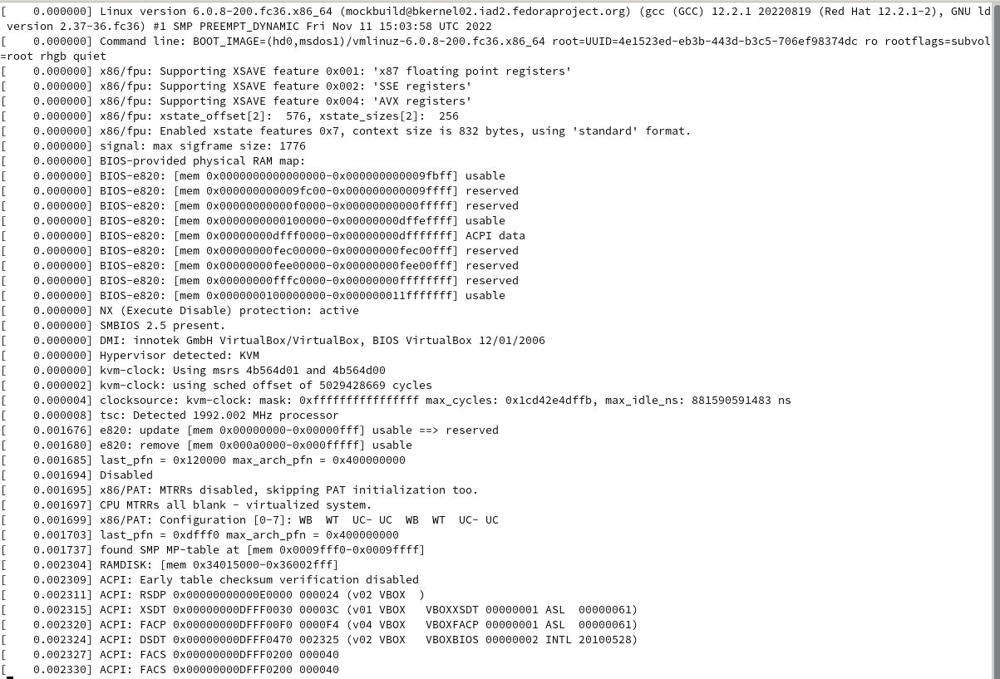 [    0.000000] Linux version 6.0.8-200.fc36.x86_64 (mockbuild@bkernel02.iad2.fedoraproject.org) (gcc (GCC) 12.2.1 20220819 (Red Hat 12.2.1-2), GNU ld
 version 2.37-36.fc36) #1 SMP PREEMPT_DYNAMIC Fri Nov 11 15:03:58 UTC 2022
[    0.000000] Command line: BOOT_IMAGE=(hd0,msdos1)/vmlinuz-6.0.8-200.fc36.x86_64 root=UUID=4e1523ed-eb3b-443d-b3c5-706ef98374dc ro rootflags=subvol
=root rhgb quiet
[    0.000000] x86/fpu: Supporting XSAVE feature 0x001: 'x87 floating point registers'
[    0.000000] x86/fpu: Supporting XSAVE feature 0x002: 'SSE registers'
[    0.000000] x86/fpu: Supporting XSAVE feature 0x004: 'AVX registers'
[    0.000000] x86/fpu: xstate_offset[2]:  576, xstate_sizes[2]:  256
[    0.000000] x86/fpu: Enabled xstate features 0x7, context size is 832 bytes, using 'standard' format.
[    0.000000] signal: max sigframe size: 1776
[    0.000000] BIOS-provided physical RAM map:
[    0.000000] BIOS-e820: [mem 0x0000000000000000-0x000000000009fbff] usable
[    0.000000] BIOS-e820: [mem 0x000000000009fc00-0x000000000009ffff] reserved
[    0.000000] BIOS-e820: [mem 0x00000000000f0000-0x00000000000fffff] reserved
[    0.000000] BIOS-e820: [mem 0x0000000000100000-0x00000000dffeffff] usable
[    0.000000] BIOS-e820: [mem 0x00000000dfff0000-0x00000000dfffffff] ACPI data
[    0.000000] BIOS-e820: [mem 0x00000000fec00000-0x00000000fec00fff] reserved
[    0.000000] BIOS-e820: [mem 0x00000000fee00000-0x00000000fee00fff] reserved
[    0.000000] BIOS-e820: [mem 0x00000000fffc0000-0x00000000ffffffff] reserved
[    0.000000] BIOS-e820: [mem 0x0000000100000000-0x000000011fffffff] usable
[    0.000000] NX (Execute Disable) protection: active
[    0.000000] SMBIOS 2.5 present.
[    0.000000] DMI: innotek GmbH VirtualBox/VirtualBox, BIOS VirtualBox 12/01/2006
[    0.000000] Hypervisor detected: KVM
[    0.000000] kvm-clock: Using msrs 4b564d01 and 4b564d00
[    0.000002] kvm-clock: using sched offset of 5029428669 cycles
[    0.000004] clocksource: kvm-clock: mask: 0xffffffffffffffff max_cycles: 0x1cd42e4dffb, max_idle_ns: 881590591483 ns
[    0.000008] tsc: Detected 1992.002 MHz processor
[    0.001676] e820: update [mem 0x00000000-0x00000fff] usable ==> reserved
[    0.001680] e820: remove [mem 0x000a0000-0x000fffff] usable
[    0.001685] last_pfn = 0x120000 max_arch_pfn = 0x400000000
[    0.001694] Disabled
[    0.001695] x86/PAT: MTRRs disabled, skipping PAT initialization too.
[    0.001697] CPU MTRRs all blank - virtualized system.
[    0.001699] x86/PAT: Configuration [0-7]: WB  WT  UC- UC  WB  WT  UC- UC
[    0.001703] last_pfn = 0xdfff0 max_arch_pfn = 0x400000000
[    0.001737] found SMP MP-table at [mem 0x0009fff0-0x0009ffff]
[    0.002304] RAMDISK: [mem 0x34015000-0x36002fff]
[    0.002309] ACPI: Early table checksum verification disabled
[    0.002311] ACPI: RSDP 0x00000000000E0000 000024 (v02 VBOX  )
[    0.002315] ACPI: XSDT 0x00000000DFFF0030 00003C (v01 VBOX   VBOXXSDT 00000001 ASL  00000061)
[    0.002320] ACPI: FACP 0x00000000DFFF00F0 0000F4 (v04 VBOX   VBOXFACP 00000001 ASL  00000061)
[    0.002324] ACPI: DSDT 0x00000000DFFF0470 002325 (v02 VBOX   VBOXBIOS 00000002 INTL 20100528)
[    0.002327] ACPI: FACS 0x00000000DFFF0200 000040
[    0.002330] ACPI: FACS 0x00000000DFFF0200 000040